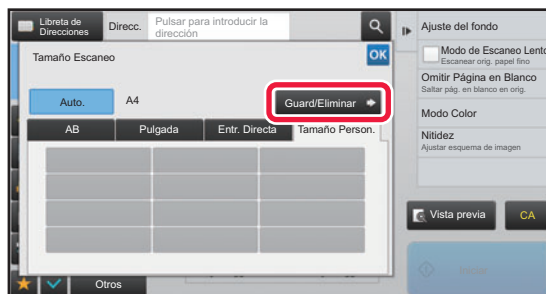 Libreta de
Direcciones
Direcc.
Pulsar para introducir la
dirección
Tamaño Escaneo
OK
Auto.
A4
Guard/Eliminar
AB
Pulgada
Entr. Directa
Tamaño Person.
Otros
Ajuste del fondo
Modo de Escaneo Lento
Escanear orig. papel fino
Omitir Página en Blanco
Saltar pág. en blanco en orig.
Modo Color
Nitidez
Ajustar esquema de imagen
Vista previa
CA